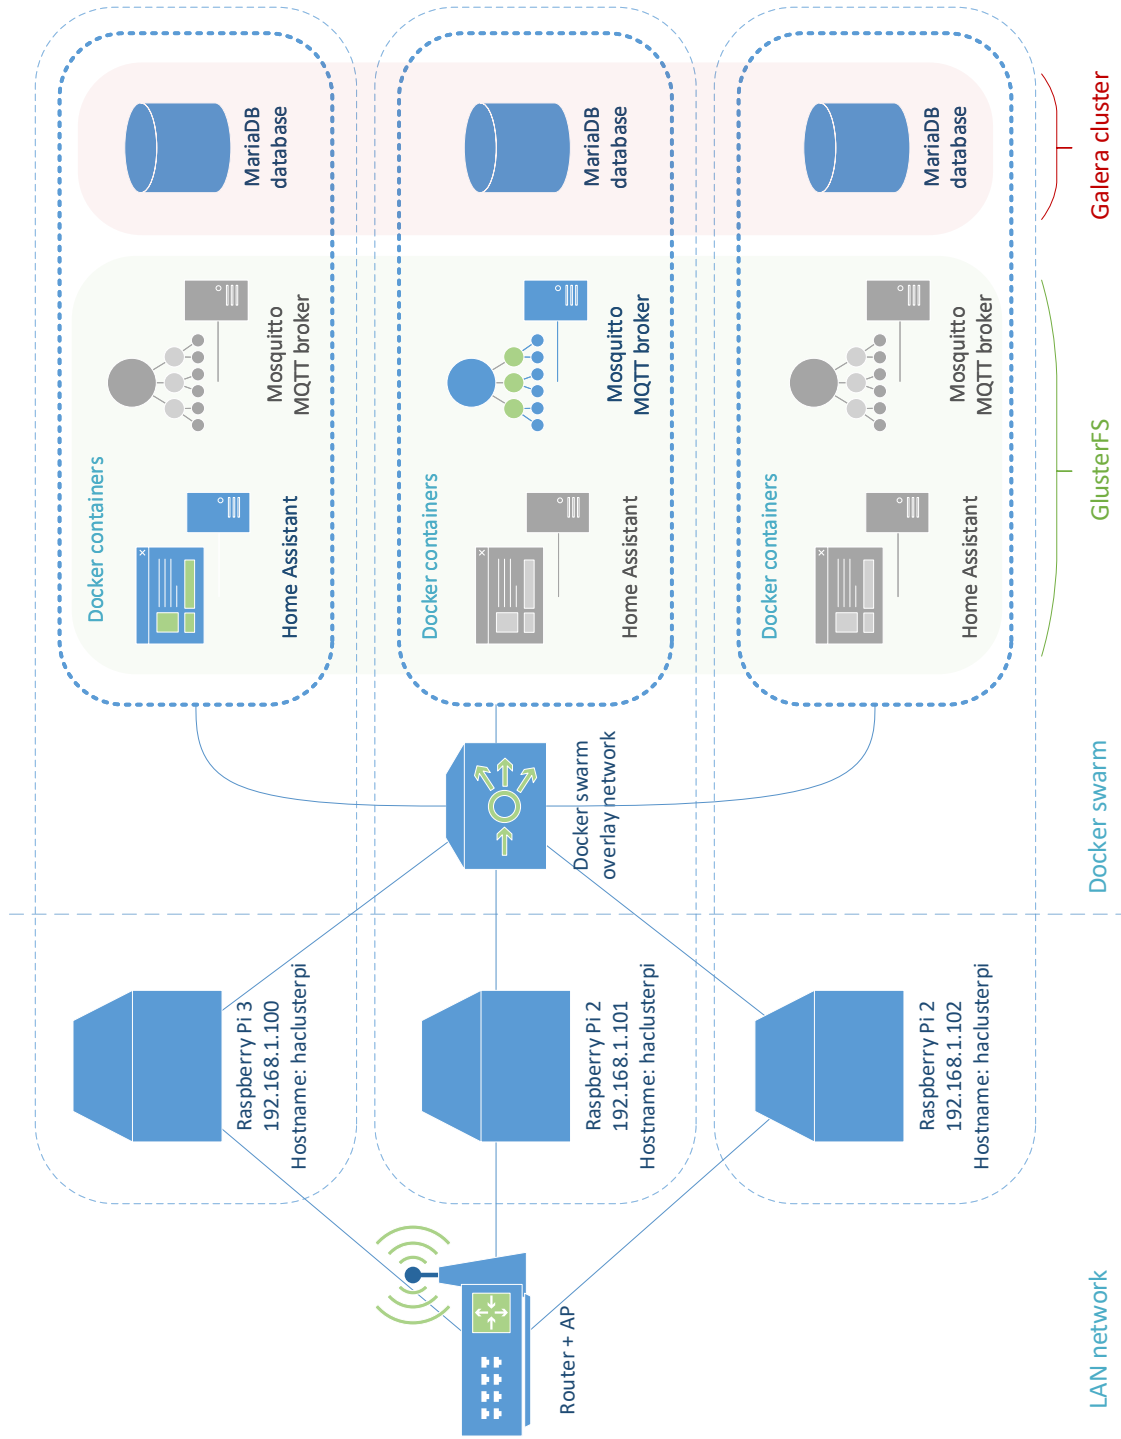 MariaDB
database
MariaDB
database
MariaDB
database
Galera cluster
Mosquitto
MQTT broker
Mosquitto
MQTT broker
Mosquitto
MQTT broker
GlusterFS
Docker containers
Docker containers
Docker containers
Home Assistant
Home Assistant
Home Assistant
Docker swarm
overlay network
Docker swarm
Raspberry Pi 3
192.168.1.100
Hostname: haclusterpi
Raspberry Pi 2
192.168.1.101
Hostname: haclusterpi
Raspberry Pi 2
192.168.1.102
Hostname: haclusterpi
Router + AP
LAN network